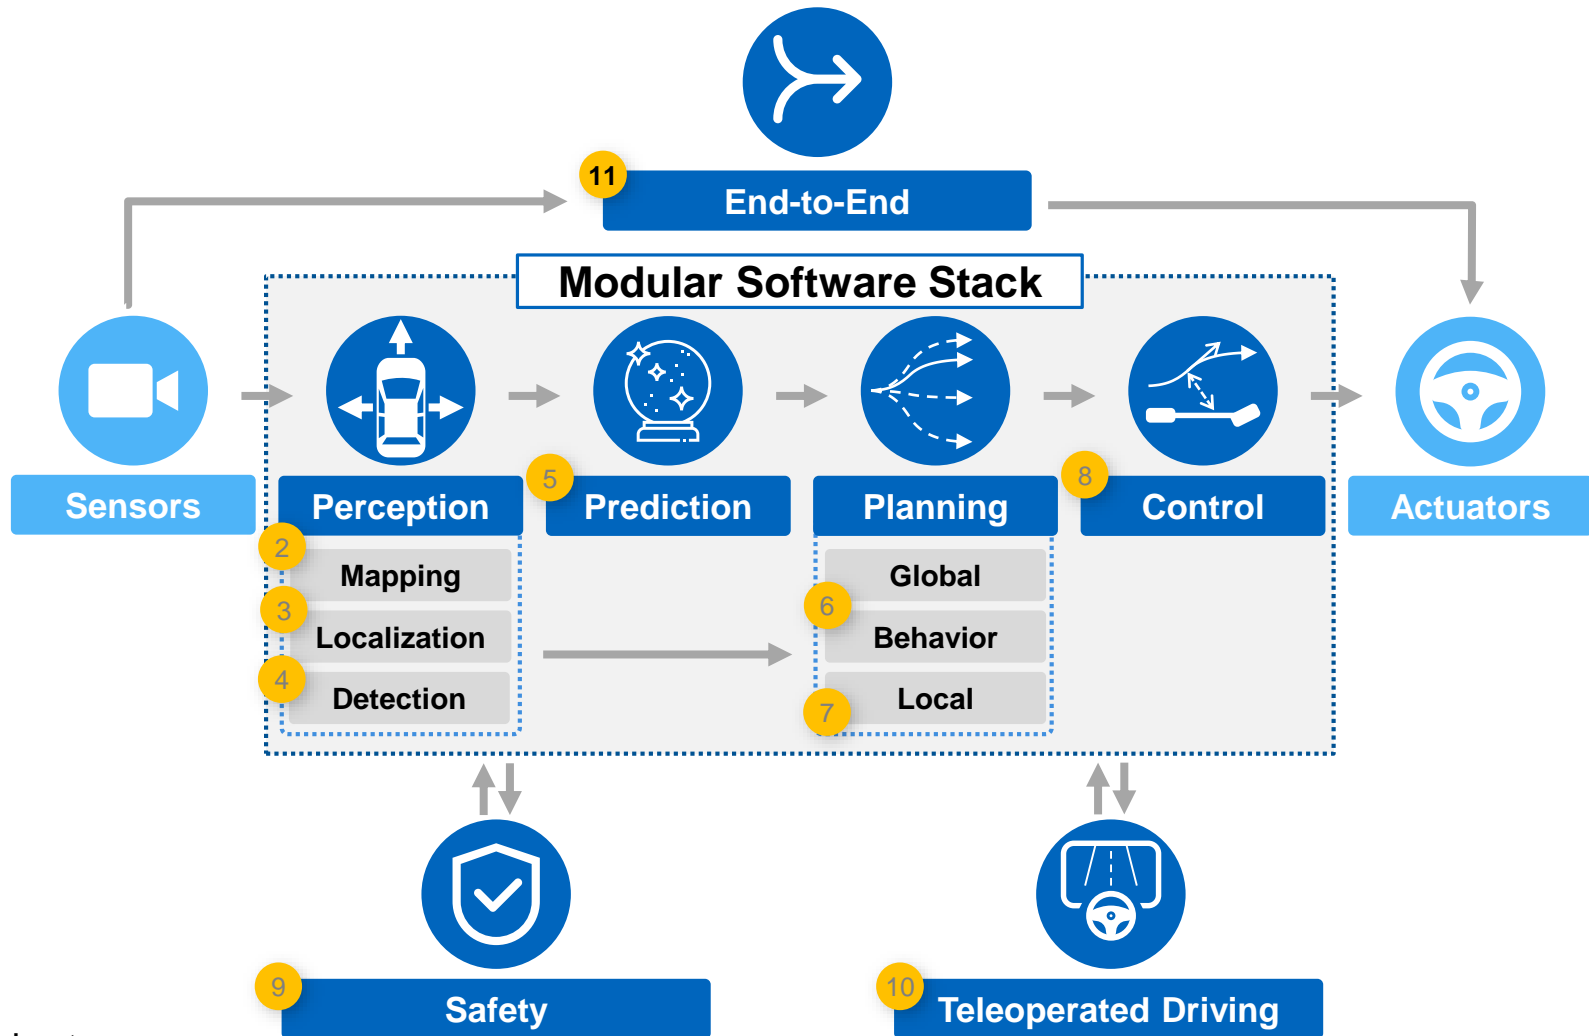 11
End-to-End
Modular Software Stack
Sensors
Perception
5
Prediction
Planning
8
Control
Actuators
2
Mapping
3
Localization
4
Detection
Global
6
Behavior
7
Local
9
Safety
10
Teleoperated Driving